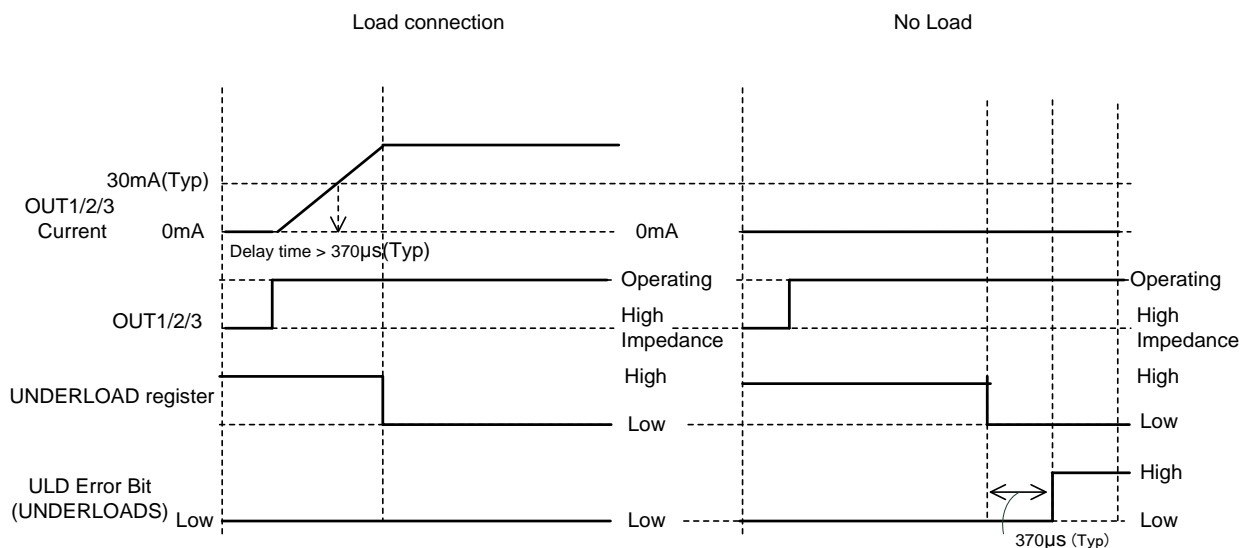 Load connection
No Load
30mA(Typ)
OUT1/2/3
Current
0mA
0mA
Delay time > 370µs(Typ)
OUT1/2/3
Operating
High
Impedance
Operating
High
Impedance
UNDERLOAD register
High
Low
High
Low
ULD Error Bit
(UNDERLOADS)
Low
Low
High
Low
370µs (Typ)